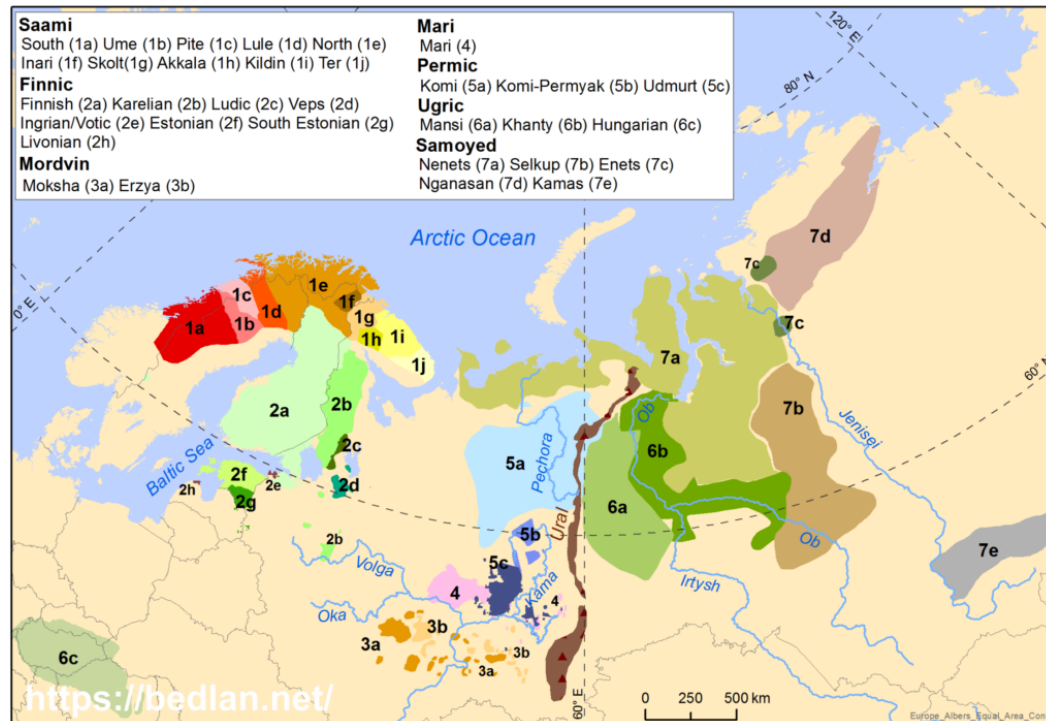 Saami
South (1a) Ume (1b) Pite (1c) Lule (1d) North (1e)
Inari (1f) Skolt(1g) Akkala (1h) Kildin (1i) Ter (1j)
Finnic
Finnish (2a) Karelian (2b) Ludic (2c) Veps (2d)
Ingrian/Votic (2e) Estonian (2f) South Estonian (2g)
Livonian (2h)
Mordvin
Moksha (3a) Erzya (3b)
Mari
Mari (4)
Permic
Komi (5a) Komi-Permyak (5b) Udmurt (5c)
Ugric
Mansi (6a) Khanty (6b) Hungarian (6c)
Samoyed
Nenets (7a) Selkup (7b) Enets (7c)
Nganasan (7d) Kamas (7e)
120° E
80° N
Arctic Ocean
7d
7c
0° E
1c
1e
1f
1a
1b
1d
1g
1h
1i
1j
7c
7a
60° N
2a
2b
Ob
7b
Jenisei
Baltic Sea
2c
5a
Pechora
6b
2h
2f
2e
2d
2g
Ural
6a
2b
5b
Ob
Volga
5c
Kama
7e
4
4
Irtysh
Oka
3a
3b
3b
3a
6c
60° E
0 250 500 km
https://bedlan.net/
Europe_Albers_Equal_Area_Con